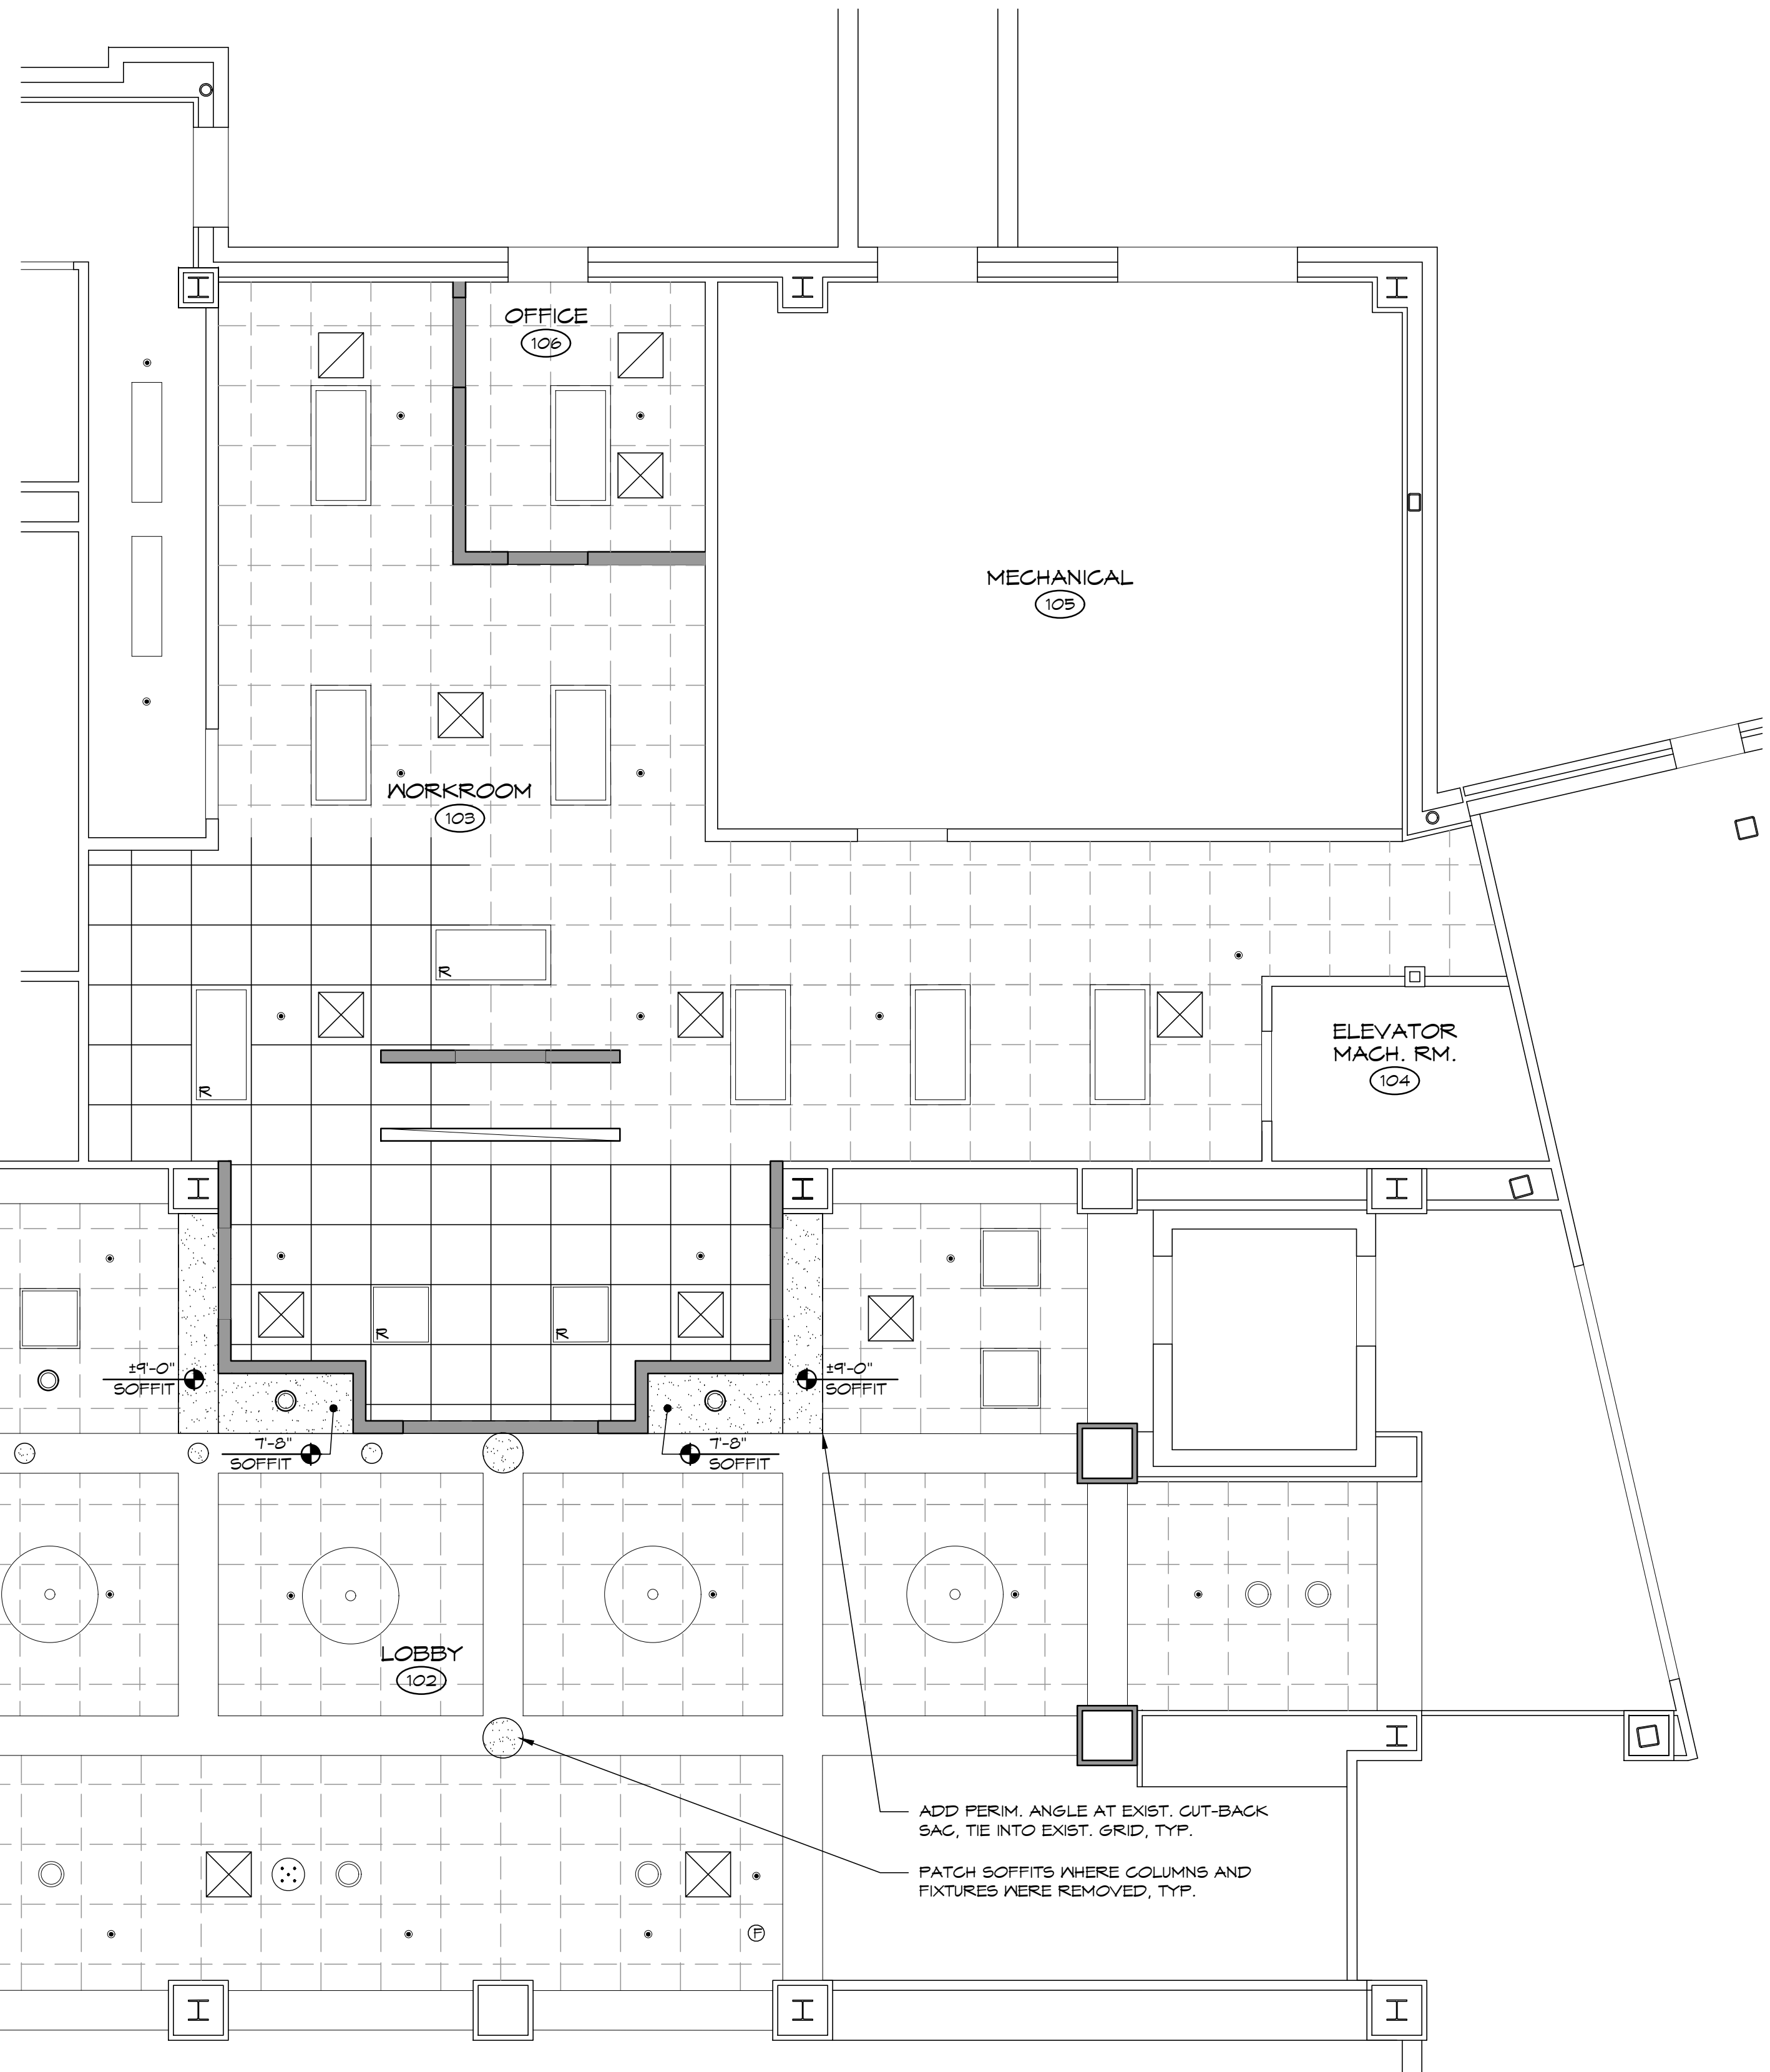 OFFICE
106
MECHANICAL
105
WORKROOM
103
R
R
ELEVATOR
MACH. RM.
104
R
R
±9'-0"
SOFFIT
±9'-0"
SOFFIT
7'-8"
SOFFIT
7'-8"
SOFFIT
LOBBY
102
ADD PERIM. ANGLE AT EXIST. CUT-BACK
SAC, TIE INTO EXIST. GRID, TYP.
PATCH SOFFITS WHERE COLUMNS AND
FIXTURES WERE REMOVED, TYP.
F